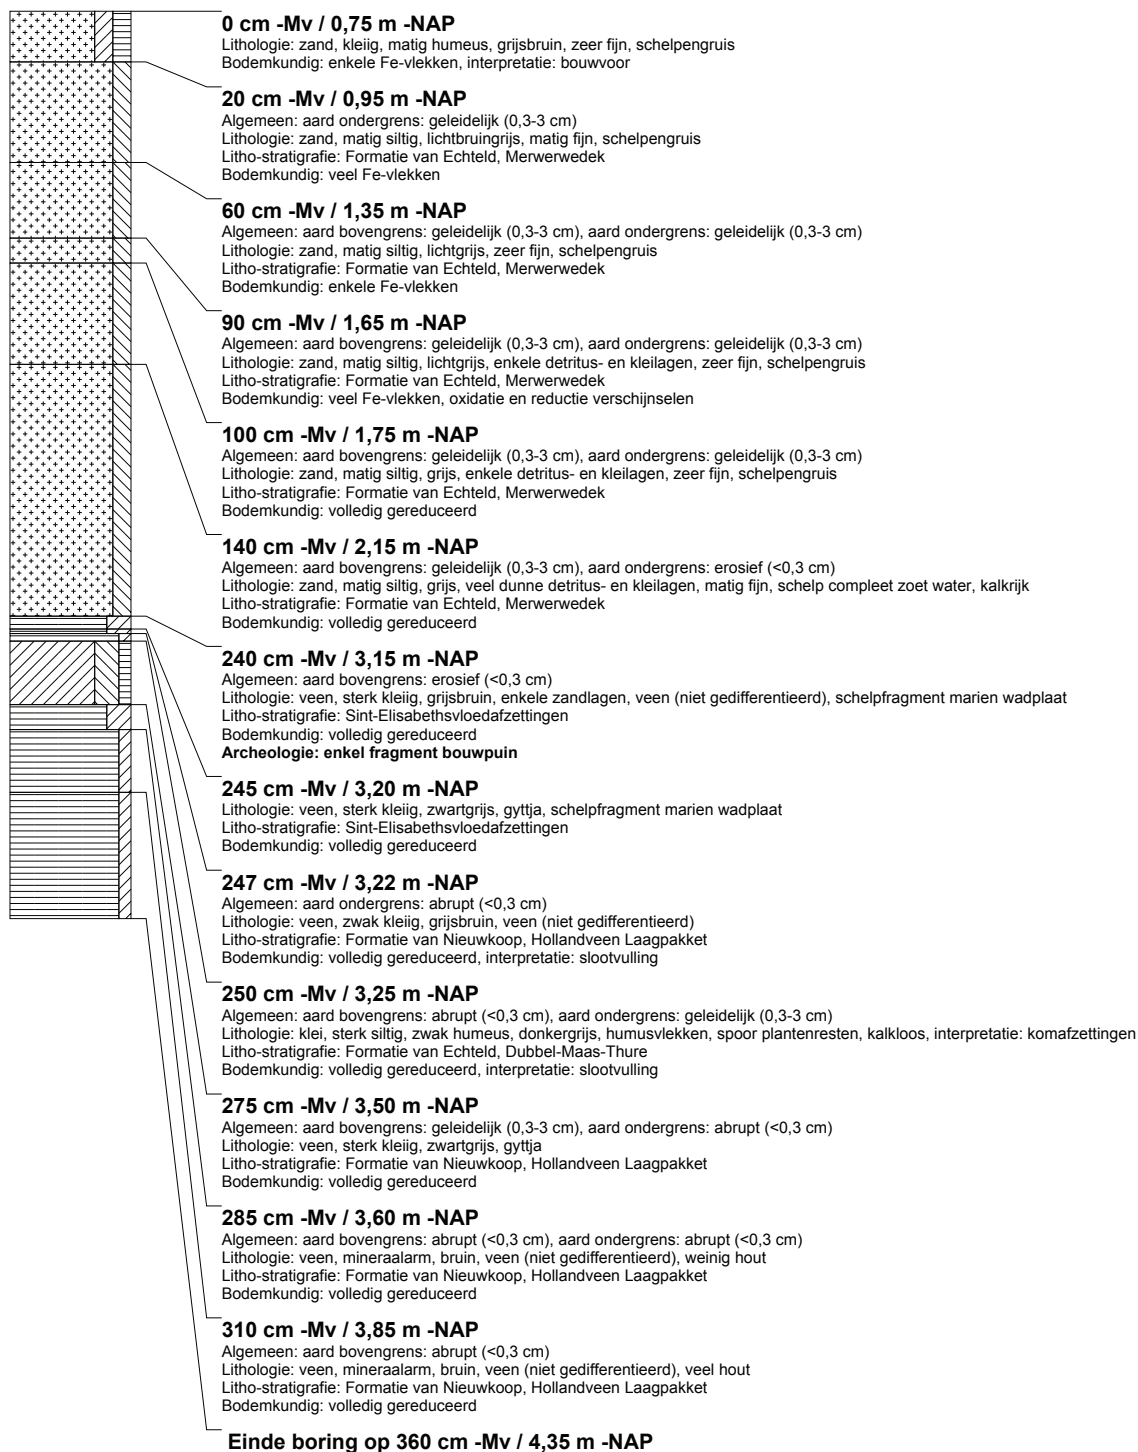 0 cm -Mv / 0,75 m -NAP
Lithologie: zand, kleiig, matig humeus, grijsbruin, zeer fijn, schelpengruis
Bodemkundig: enkele Fe-vlekken, interpretatie: bouwvoor
20 cm -Mv / 0,95 m -NAP
Algemeen: aard ondergrens: geleidelijk (0,3-3 cm)
Lithologie: zand, matig siltig, lichtbruingrijs, matig fijn, schelpengruis
Litho-stratigrafie: Formatie van Echteld, Merwerwedek
Bodemkundig: veel Fe-vlekken
60 cm -Mv / 1,35 m -NAP
Algemeen: aard bovengrens: geleidelijk (0,3-3 cm), aard ondergrens: geleidelijk (0,3-3 cm)
Lithologie: zand, matig siltig, lichtgrijs, zeer fijn, schelpengruis
Litho-stratigrafie: Formatie van Echteld, Merwerwedek
Bodemkundig: enkele Fe-vlekken
90 cm -Mv / 1,65 m -NAP
Algemeen: aard bovengrens: geleidelijk (0,3-3 cm), aard ondergrens: geleidelijk (0,3-3 cm)
Lithologie: zand, matig siltig, lichtgrijs, enkele detritus- en kleilagen, zeer fijn, schelpengruis
Litho-stratigrafie: Formatie van Echteld, Merwerwedek
Bodemkundig: veel Fe-vlekken, oxidatie en reductie verschijnselen
100 cm -Mv / 1,75 m -NAP
Algemeen: aard bovengrens: geleidelijk (0,3-3 cm), aard ondergrens: geleidelijk (0,3-3 cm)
Lithologie: zand, matig siltig, grijs, enkele detritus- en kleilagen, zeer fijn, schelpengruis
Litho-stratigrafie: Formatie van Echteld, Merwerwedek
Bodemkundig: volledig gereduceerd
140 cm -Mv / 2,15 m -NAP
Algemeen: aard bovengrens: geleidelijk (0,3-3 cm), aard ondergrens: erosief (<0,3 cm)
Lithologie: zand, matig siltig, grijs, veel dunne detritus- en kleilagen, matig fijn, schelp compleet zoet water, kalkrijk
Litho-stratigrafie: Formatie van Echteld, Merwerwedek
Bodemkundig: volledig gereduceerd
240 cm -Mv / 3,15 m -NAP
Algemeen: aard bovengrens: erosief (<0,3 cm)
Lithologie: veen, sterk kleiig, grijsbruin, enkele zandlagen, veen (niet gedifferentieerd), schelpfragment marien wadplaat
Litho-stratigrafie: Sint-Elisabethsvloedafzettingen
Bodemkundig: volledig gereduceerd
Archeologie: enkel fragment bouwpuin
245 cm -Mv / 3,20 m -NAP
Lithologie: veen, sterk kleiig, zwartgrijs, gyttja, schelpfragment marien wadplaat
Litho-stratigrafie: Sint-Elisabethsvloedafzettingen
Bodemkundig: volledig gereduceerd
247 cm -Mv / 3,22 m -NAP
Algemeen: aard ondergrens: abrupt (<0,3 cm)
Lithologie: veen, zwak kleiig, grijsbruin, veen (niet gedifferentieerd)
Litho-stratigrafie: Formatie van Nieuwkoop, Hollandveen Laagpakket
Bodemkundig: volledig gereduceerd, interpretatie: slootvulling
250 cm -Mv / 3,25 m -NAP
Algemeen: aard bovengrens: abrupt (<0,3 cm), aard ondergrens: geleidelijk (0,3-3 cm)
Lithologie: klei, sterk siltig, zwak humeus, donkergrijs, humusvlekken, spoor plantenresten, kalkloos, interpretatie: komafzettingen
Litho-stratigrafie: Formatie van Echteld, Dubbel-Maas-Thure
Bodemkundig: volledig gereduceerd, interpretatie: slootvulling
275 cm -Mv / 3,50 m -NAP
Algemeen: aard bovengrens: geleidelijk (0,3-3 cm), aard ondergrens: abrupt (<0,3 cm)
Lithologie: veen, sterk kleiig, zwartgrijs, gyttja
Litho-stratigrafie: Formatie van Nieuwkoop, Hollandveen Laagpakket
Bodemkundig: volledig gereduceerd
285 cm -Mv / 3,60 m -NAP
Algemeen: aard bovengrens: abrupt (<0,3 cm), aard ondergrens: abrupt (<0,3 cm)
Lithologie: veen, mineraalarm, bruin, veen (niet gedifferentieerd), weinig hout
Litho-stratigrafie: Formatie van Nieuwkoop, Hollandveen Laagpakket
Bodemkundig: volledig gereduceerd
310 cm -Mv / 3,85 m -NAP
Algemeen: aard bovengrens: abrupt (<0,3 cm)
Lithologie: veen, mineraalarm, bruin, veen (niet gedifferentieerd), veel hout
Litho-stratigrafie: Formatie van Nieuwkoop, Hollandveen Laagpakket
Bodemkundig: volledig gereduceerd
Einde boring op 360 cm -Mv / 4,35 m -NAP